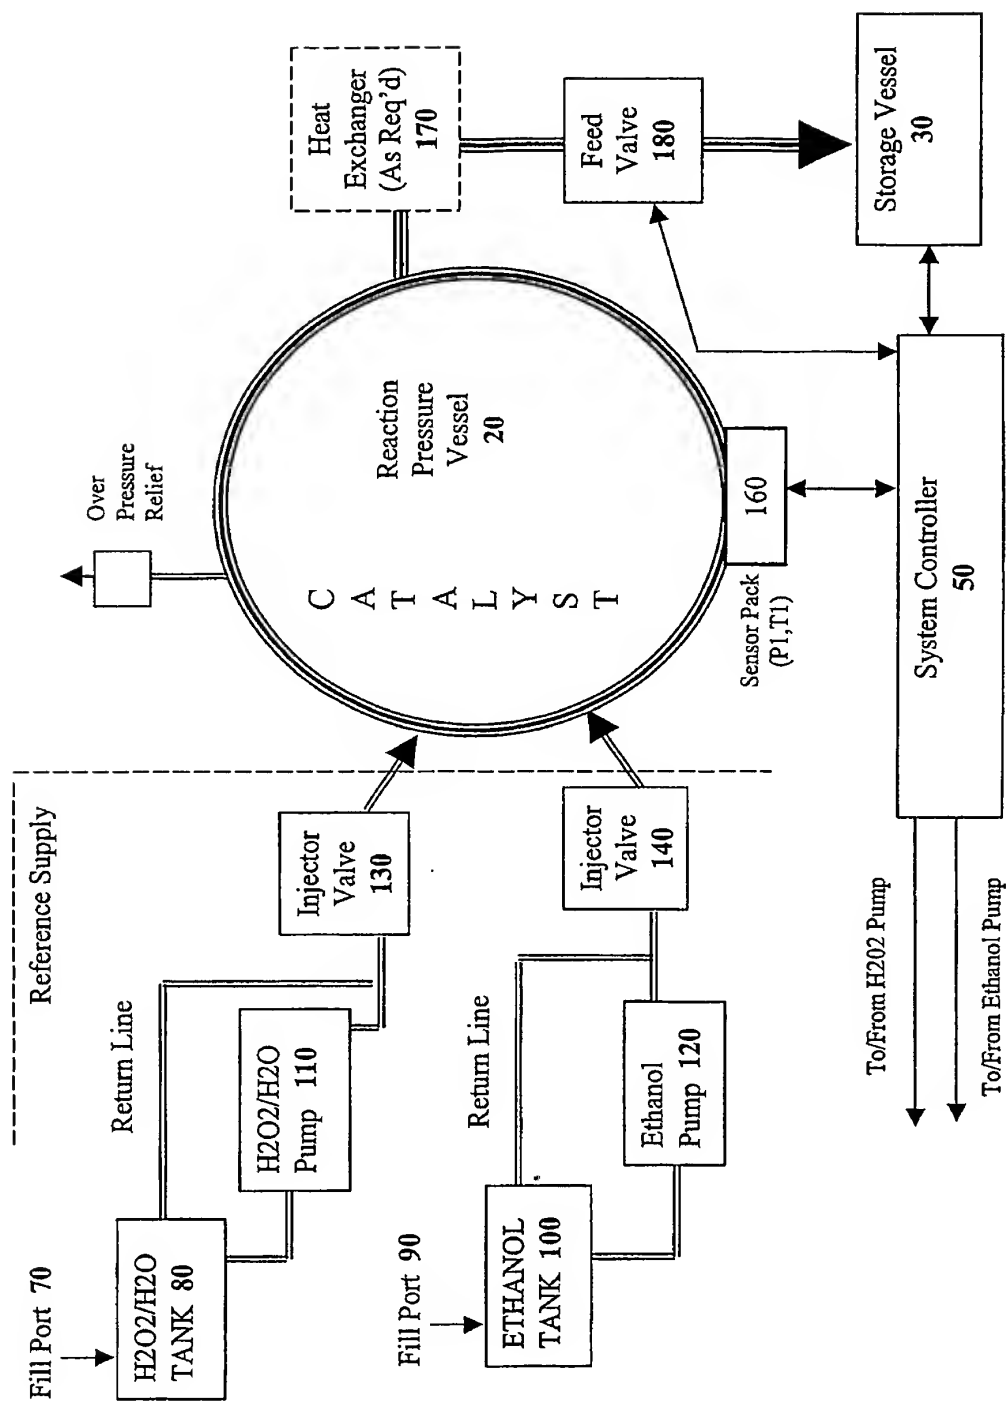 Fill Port 70
H2O2/H2O
TANK 80
Return Line
H2O2/H2O
Pump 110
Reference Supply
Injector
Valve
130
Over
Pressure
Relief
Heat
Exchanger
(As Req'd)
170
Fill Port 90
ETHANOL
TANK 100
Return Line
Ethanol
Pump 120
Injector
Valve
140
CATALYST
Reaction
Pressure
Vessel
20
Feed
Valve
180
Sensor Pack
(P1,T1)
160
Storage Vessel
30
System Controller
50
To/From H202 Pump
To/From Ethanol Pump